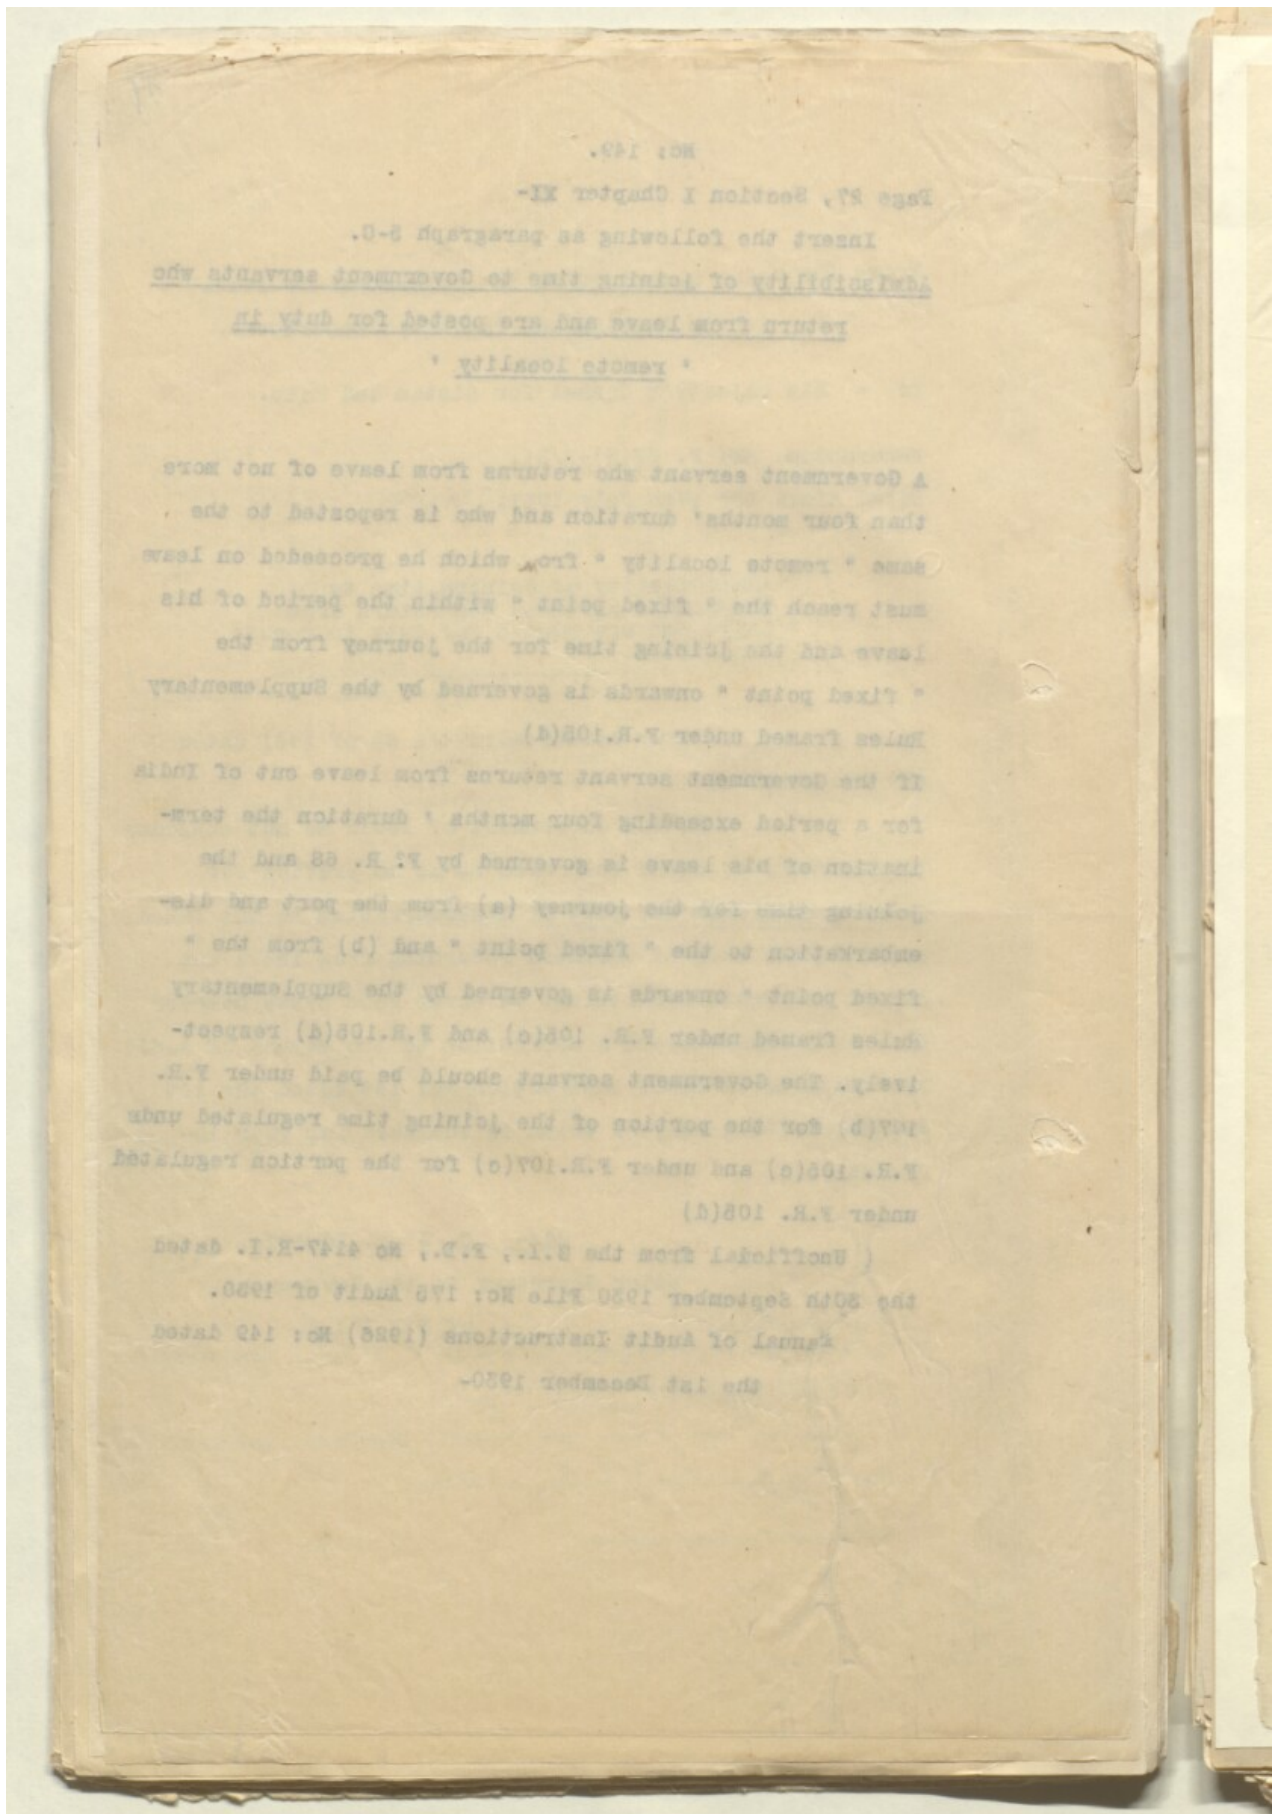 No: 149.
Page 27, Section I Chapter XI-
Insert the following as paragraph 3-C.
Admissibility of joining time to Government servants who
return from leave and are posted for duty in
' remote locality '
A Government servant who returns from leave of not more
than four months' duration and who is reposted to the
same " remote locality " from which he proceeded on leave
must reach the " fixed point " within the period of his
leave and the joining time for the journey from the
" fixed point " onwards is governed by the Supplementary
Rules framed under F.R.105(d)
If the Government servant returns from leave out of India
for a period exceeding four months ' duration the term-
ination of his leave is governed by F. R. 68 and the
joining time for the journey (a) from the port and dis-
embarkation to the " fixed point " and (b) from the "
fixed point " onwards is governed by the Supplementary
Rules framed under F.R. 105(c) and F.R.105(d) respect-
ively. The Government servant should be paid under F.R.
107(b) for the portion of the joining time regulated undr
F.R. 105(c) and under F.R.107(c) for the portion regulated
under F.R. 105(d)
( Unofficial from the S.I., F.D., No 4147-R.I. dated
the 30th September 1930 File No: 175 Audit of 1930.
Manual of Audit Instructions (1926) No: 149 dated
the 1st December 1930-